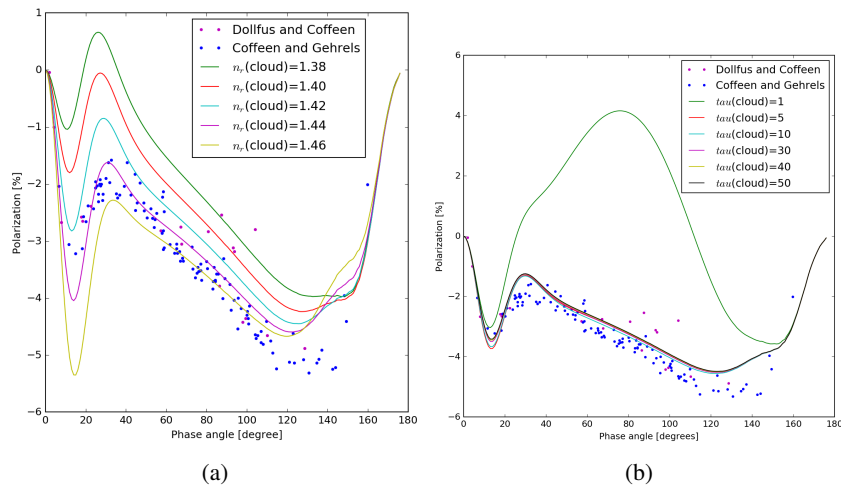 1
0
−1
−2
−3
−4
−5
−6
Polarization [%]
0 20 40 60 80 100 120 140 160 180
Phase angle [degree]
Dollfus and Coffeen
Coffeen and Gehrels
n_r(cloud)=1.38
n_r(cloud)=1.40
n_r(cloud)=1.42
n_r(cloud)=1.44
n_r(cloud)=1.46
(a)
6
4
2
0
−2
−4
−6
Polarization [%]
0 20 40 60 80 100 120 140 160 180
Phase angle [degrees]
Dollfus and Coffeen
Coffeen and Gehrels
tau(cloud)=1
tau(cloud)=5
tau(cloud)=10
tau(cloud)=30
tau(cloud)=40
tau(cloud)=50
(b)